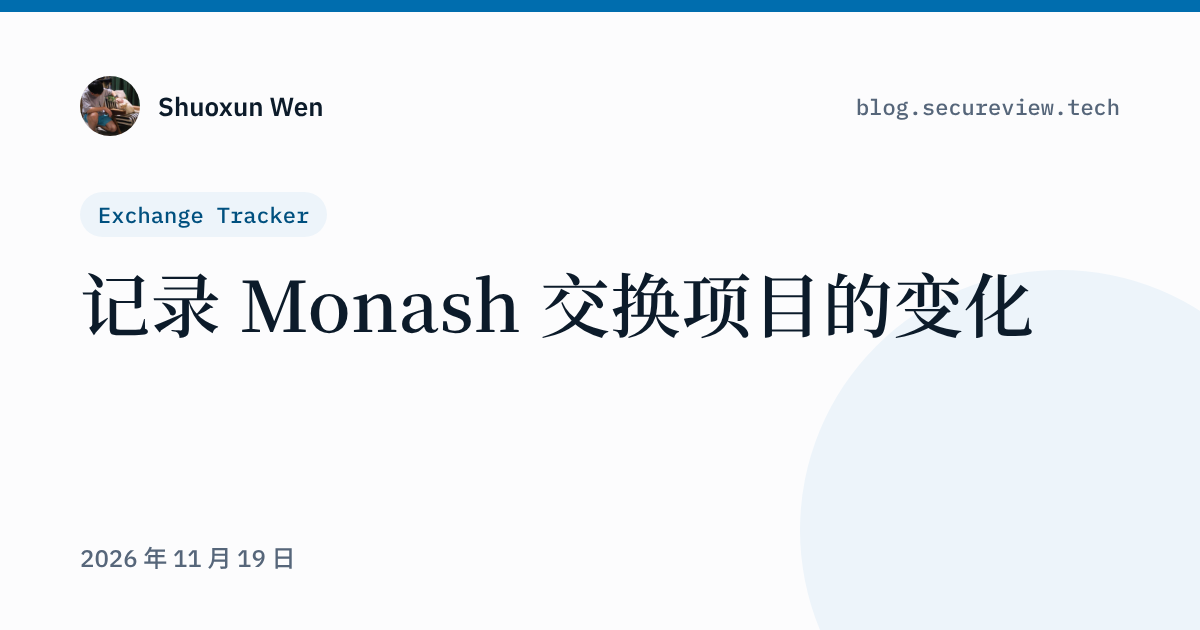 Shuoxun Wen
blog.secureview.tech
Exchange Tracker
记录 Monash 交换项目的变化
2026 年 11 月 19 日